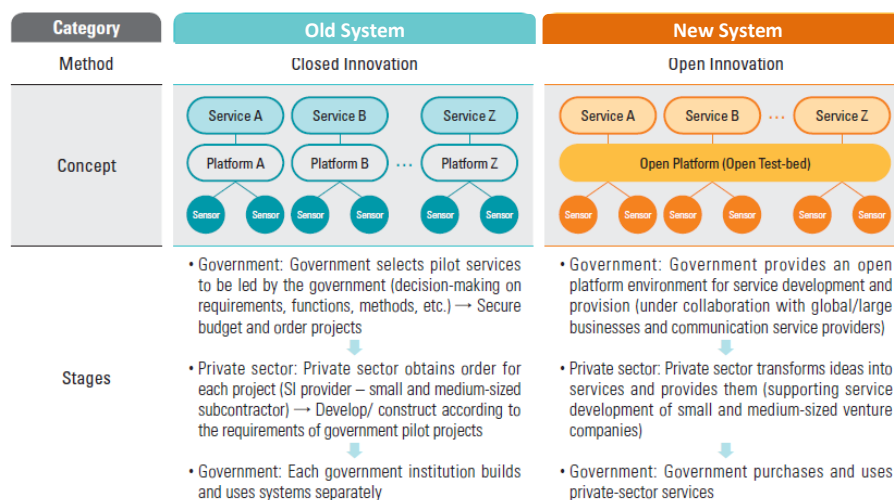 Category
Old System
New System
Method
Closed Innovation
Open Innovation
Concept
Service A
Service B
Service Z
Platform A
Platform B
...
Platform Z
Sensor
Sensor
Sensor
Sensor
Sensor
Sensor
Service A
Service B
...
Service Z
Open Platform (Open Test-bed)
Sensor
Sensor
Sensor
Sensor
Sensor
Sensor
Stages
• Government: Government selects pilot services
to be led by the government (decision-making on
requirements, functions, methods, etc.) → Secure
budget and order projects
• Private sector: Private sector obtains order for
each project (SI provider – small and medium-sized
subcontractor) → Develop/ construct according to
the requirements of government pilot projects
• Government: Each government institution builds
and uses systems separately
• Government: Government provides an open
platform environment for service development and
provision (under collaboration with global/large
businesses and communication service providers)
• Private sector: Private sector transforms ideas into
services and provides them (supporting service
development of small and medium-sized venture
companies)
• Government: Government purchases and uses
private-sector services